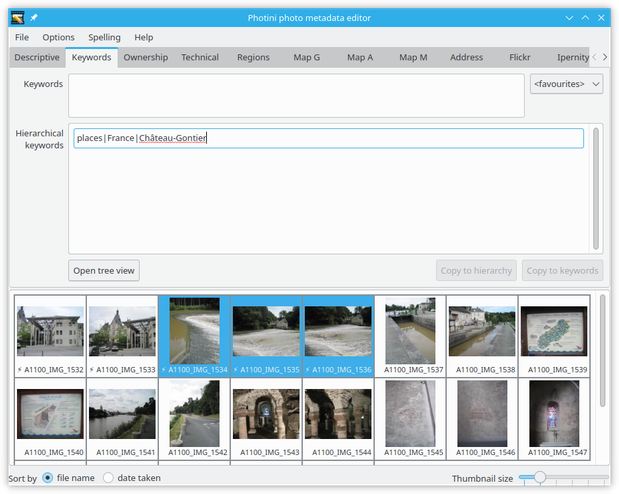 Photini photo metadata editor
File Options Spelling Help
Descriptive Keywords Ownership Technical Regions Map G Map A Map M Address Flickr Ipernity
Keywords
<favourites>
Hierarchical
keywords
places|France|Château-Gontier
Open tree view Copy to hierarchy Copy to keywords
A1100_IMG_1532 A1100_IMG_1533 A1100_IMG_1534 A1100_IMG_1535 A1100_IMG_1536 A1100_IMG_1537 A1100_IMG_1538 A1100_IMG_1539
A1100_IMG_1540 A1100_IMG_1541 A1100_IMG_1542 A1100_IMG_1543 A1100_IMG_1544 A1100_IMG_1545 A1100_IMG_1546 A1100_IMG_1547
Sort by file name date taken Thumbnail size